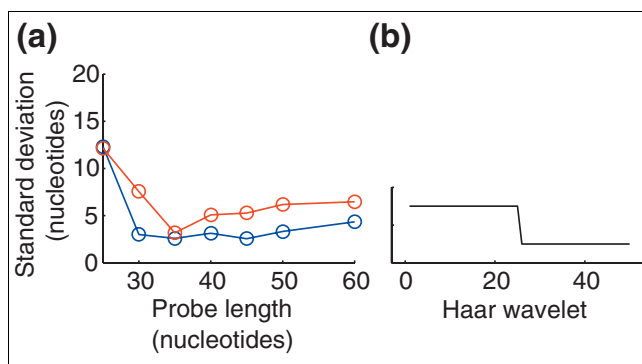 (a)
Standard deviation
(nucleotides)
20
15
10
5
0
30
40
50
60
Probe length
(nucleotides)
(b)
0
20
40
Haar wavelet